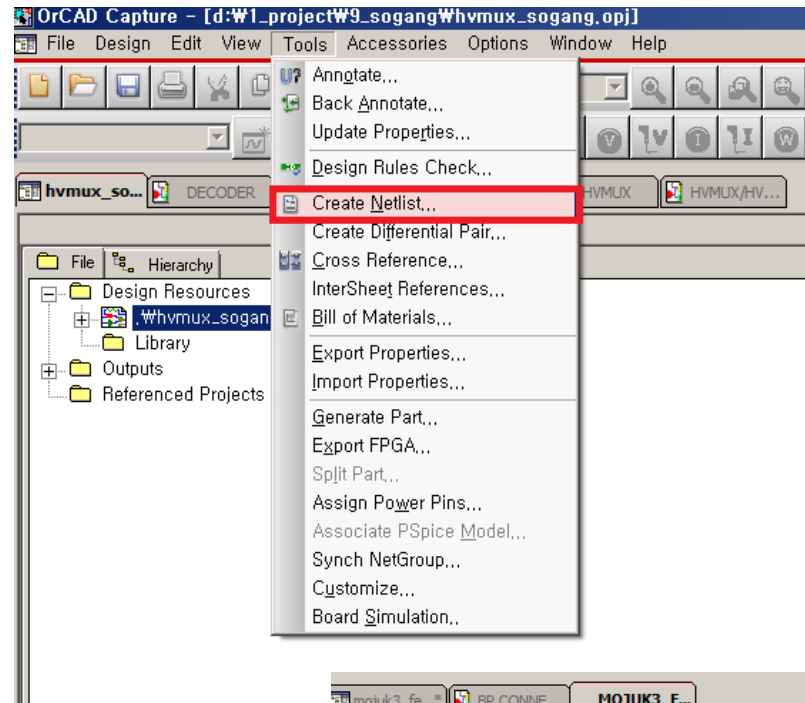 OrCAD Capture - [d:₩1_project₩9_sogang₩hvmux_sogang.opj]
File Design Edit View Tools Accessories Options Window Help
U? Annotate...
Back Annotate...
Update Properties...
Design Rules Check...
hvmux_so... DECODER HVMUX HVMUX/HV...
Create Netlist...
Create Differential Pair...
File Hierarchy
Cross Reference...
Design Resources
InterSheet References...
.₩hvmux_sogan
Bill of Materials...
Library
Export Properties...
Outputs
Import Properties...
Referenced Projects
Generate Part...
Export FPGA...
Split Part...
Assign Power Pins...
Associate PSpice Model...
Synch NetGroup...
Customize...
Board Simulation..
mojuk3_fe * BP CONNE MOJUK3_F...